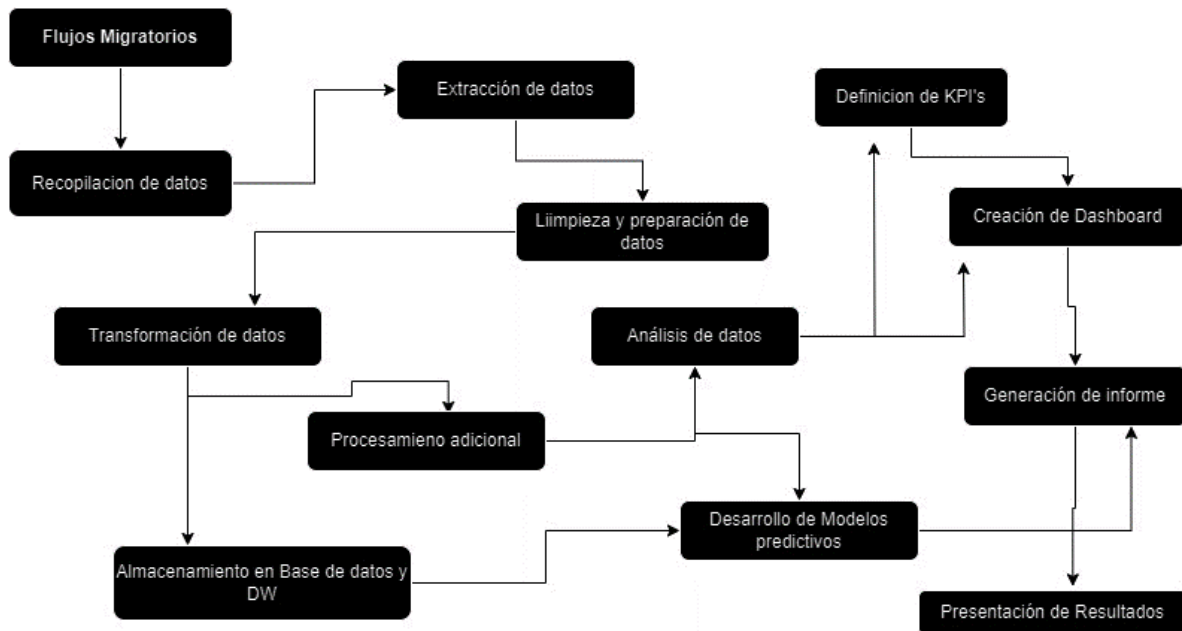 Flujos Migratorios
Recopilacion de datos
Extracción de datos
Liimpieza y preparación de
datos
Transformación de datos
Procesamieno adicional
Almacenamiento en Base de datos y
DW
Análisis de datos
Desarrollo de Modelos
predictivos
Definicion de KPI's
Creación de Dashboard
Generación de informe
Presentación de Resultados